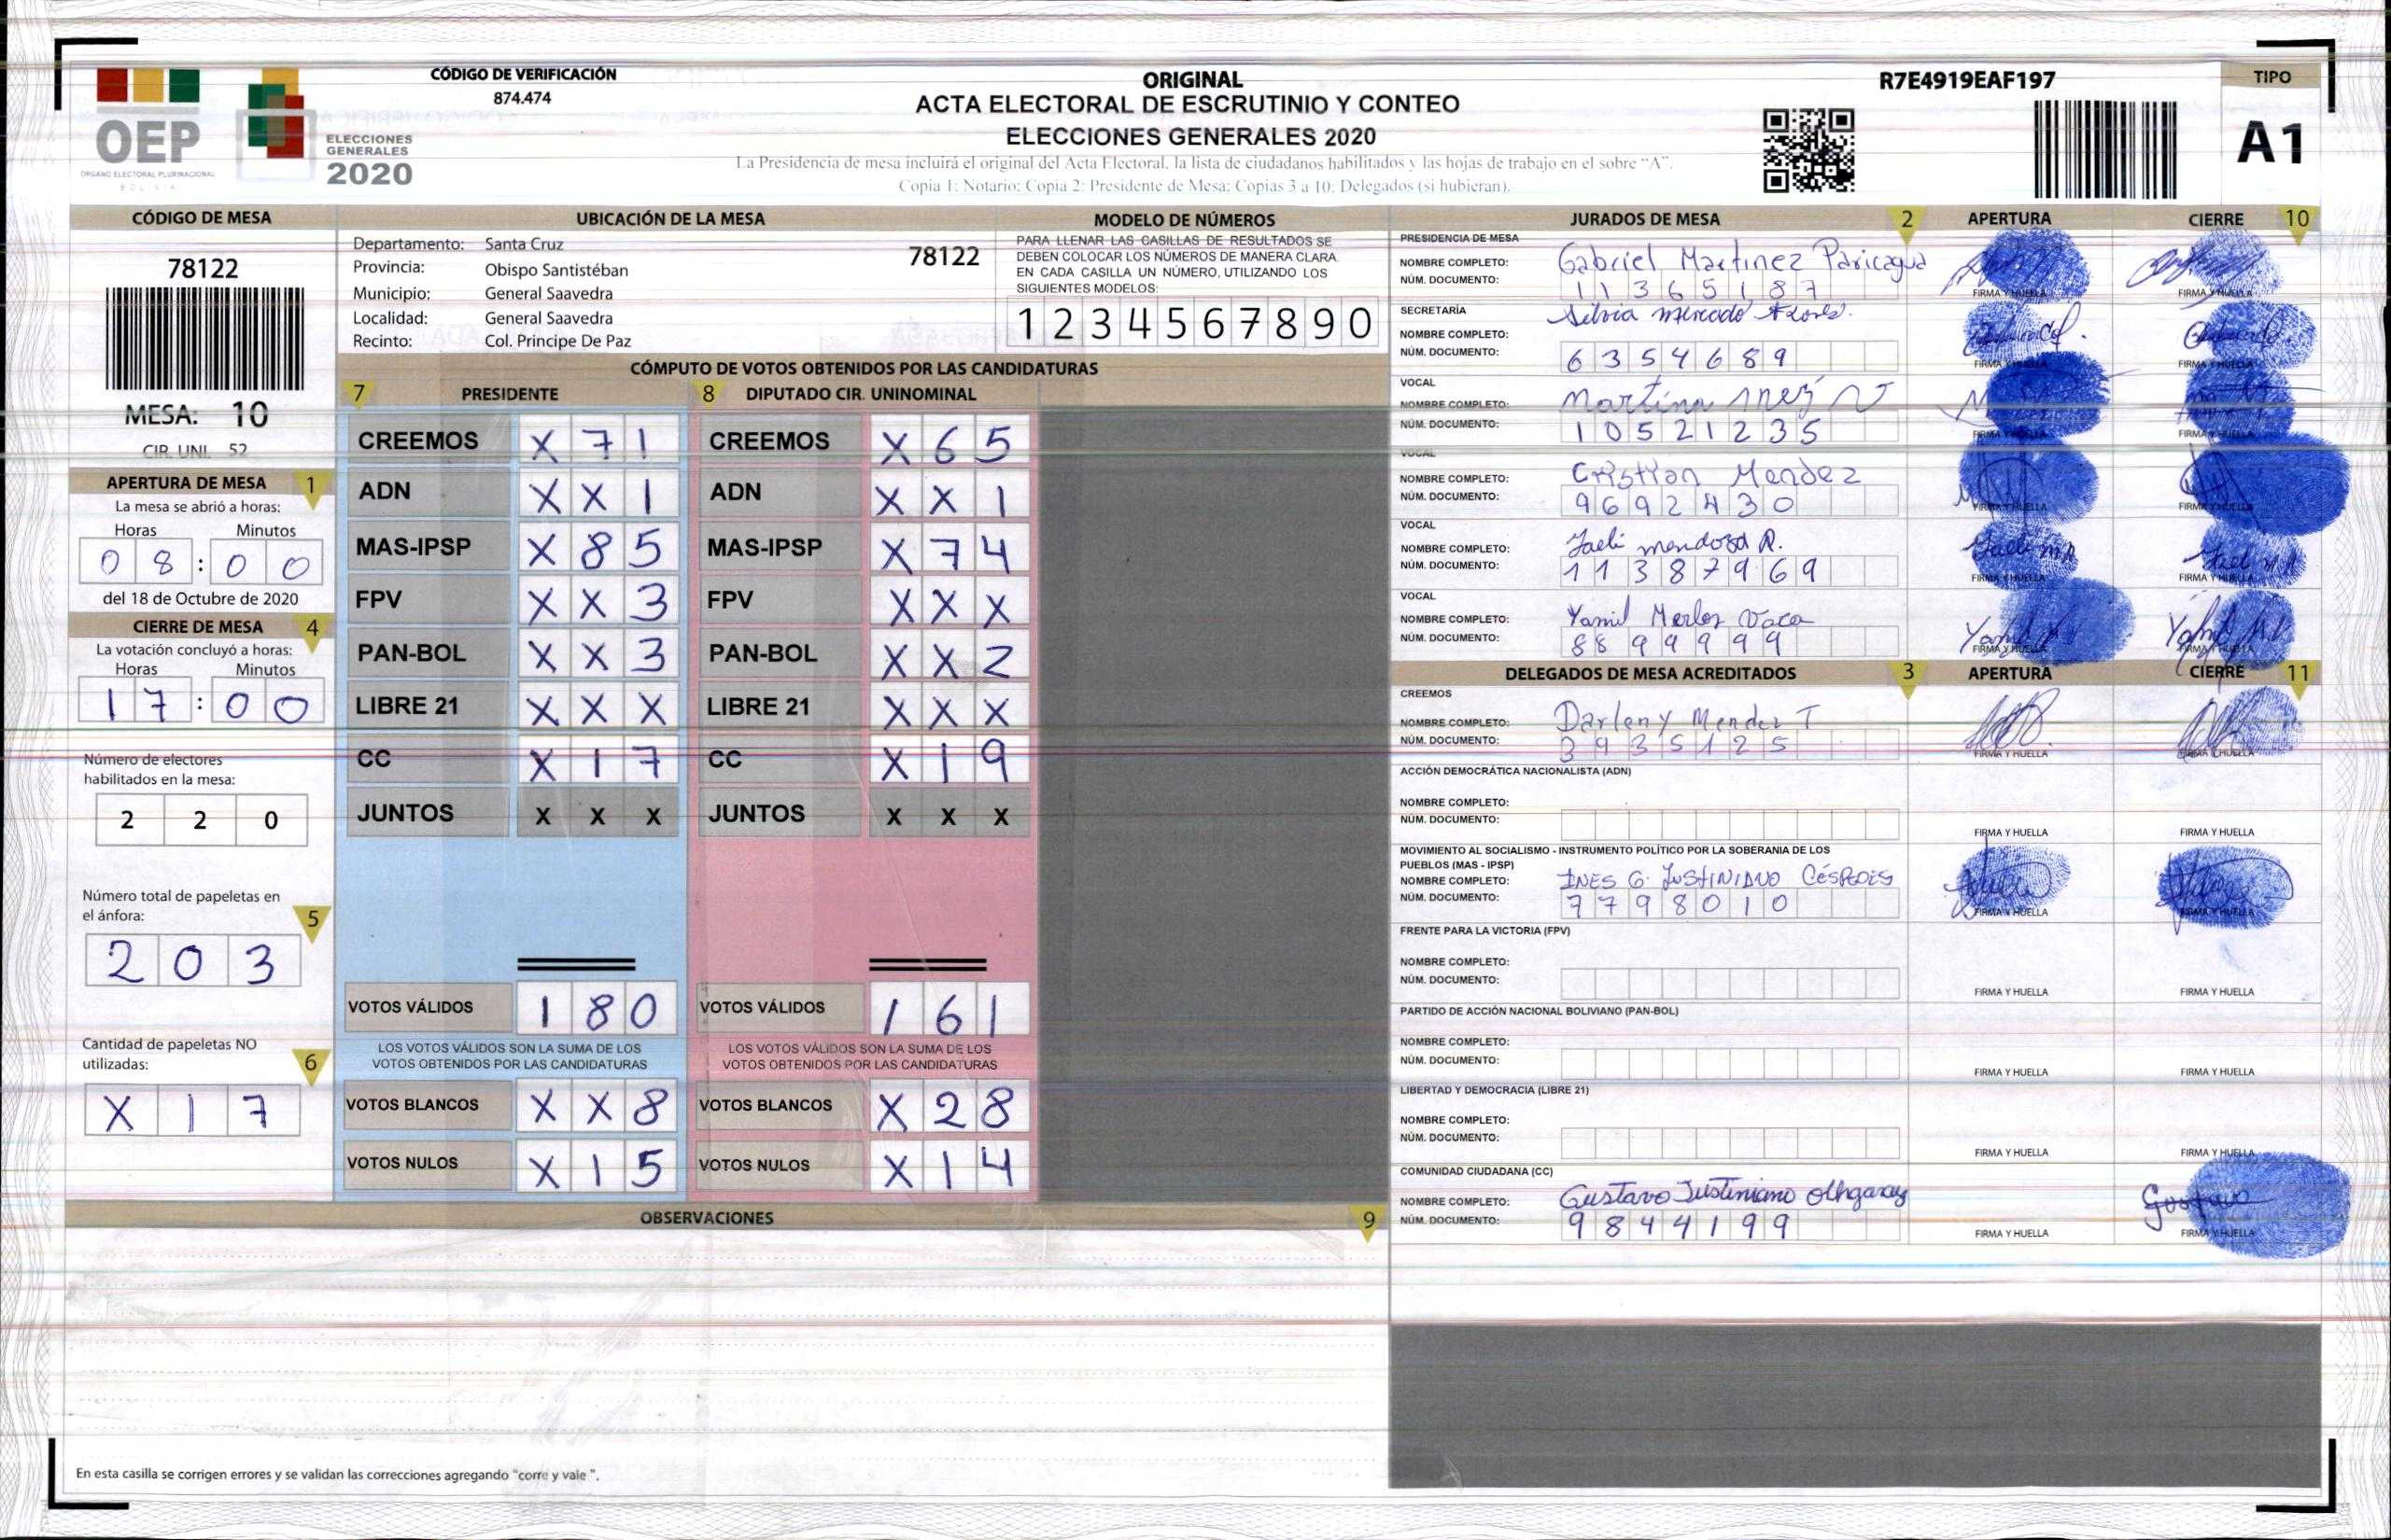 CÓDIGO DE VERIFICACIÓN
874.474
OEP
ÓRGANO ELECTORAL PLURINACIONAL
BOLIVIA
ELECCIONES
GENERALES
2020
ORIGINAL
ACTA ELECTORAL DE ESCRUTINIO Y CONTEO
ELECCIONES GENERALES 2020
La Presidencia de mesa incluirá el original del Acta Electoral, la lista de ciudadanos habilitados y las hojas de trabajo en el sobre "A".
Copia 1: Notario; Copia 2: Presidente de Mesa; Copias 3 a 10: Delegados (si hubieran).
R7E4919EAF197
TIPO
A1
CÓDIGO DE MESA
78122
MESA: 10
CIR. UNI. 52
APERTURA DE MESA 1
La mesa se abrió a horas:
Horas Minutos
0 8 : 0 0
del 18 de Octubre de 2020
CIERRE DE MESA 4
La votación concluyó a horas:
Horas Minutos
1 7 : 0 0
Número de electores
habilitados en la mesa:
2 2 0
Número total de papeletas en
el ánfora: 5
2 0 3
Cantidad de papeletas NO
utilizadas: 6
X 1 7
UBICACIÓN DE LA MESA
Departamento: Santa Cruz 78122
Provincia: Obispo Santistéban
Municipio: General Saavedra
Localidad: General Saavedra
Recinto: Col. Principe De Paz
MODELO DE NÚMEROS
PARA LLENAR LAS CASILLAS DE RESULTADOS SE
DEBEN COLOCAR LOS NÚMEROS DE MANERA CLARA.
EN CADA CASILLA UN NÚMERO, UTILIZANDO LOS
SIGUIENTES MODELOS:
1 2 3 4 5 6 7 8 9 0
CÓMPUTO DE VOTOS OBTENIDOS POR LAS CANDIDATURAS
7 PRESIDENTE 8 DIPUTADO CIR. UNINOMINAL
CREEMOS X 7 1 CREEMOS X 6 5
ADN X X 1 ADN X X 1
MAS-IPSP X 8 5 MAS-IPSP X 7 4
FPV X X 3 FPV X X X
PAN-BOL X X 3 PAN-BOL X X 2
LIBRE 21 X X X LIBRE 21 X X X
CC X 1 7 CC X 1 9
JUNTOS X X X JUNTOS X X X
VOTOS VÁLIDOS 1 8 0 VOTOS VÁLIDOS 1 6 1
LOS VOTOS VÁLIDOS SON LA SUMA DE LOS LOS VOTOS VÁLIDOS SON LA SUMA DE LOS
VOTOS OBTENIDOS POR LAS CANDIDATURAS VOTOS OBTENIDOS POR LAS CANDIDATURAS
VOTOS BLANCOS X X 8 VOTOS BLANCOS X 2 8
VOTOS NULOS X 1 5 VOTOS NULOS X 1 4
OBSERVACIONES 9
En esta casilla se corrigen errores y se validan las correcciones agregando "corre y vale".
JURADOS DE MESA 2 APERTURA CIERRE 10
PRESIDENCIA DE MESA
NOMBRE COMPLETO: Gabriel Martinez Paricagua
NÚM. DOCUMENTO: 1 1 3 6 5 1 8 7
FIRMA Y HUELLA FIRMA Y HUELLA
SECRETARÍA
NOMBRE COMPLETO: Silvia mercado
NÚM. DOCUMENTO: 6 3 5 4 6 8 9
FIRMA Y HUELLA FIRMA Y HUELLA
VOCAL
NOMBRE COMPLETO: Martina Inez V
NÚM. DOCUMENTO: 1 0 5 2 1 2 3 5
FIRMA Y HUELLA FIRMA Y HUELLA
VOCAL
NOMBRE COMPLETO: Cristian Mendez
NÚM. DOCUMENTO: 9 6 9 2 4 3 0
FIRMA Y HUELLA FIRMA Y HUELLA
VOCAL
NOMBRE COMPLETO: Jaeli mendoza R.
NÚM. DOCUMENTO: 1 1 3 8 7 9 6 9
FIRMA Y HUELLA FIRMA Y HUELLA
VOCAL
NOMBRE COMPLETO: Yamil Merlos Vaca
NÚM. DOCUMENTO: 8 8 9 9 9 9 9
FIRMA Y HUELLA FIRMA Y HUELLA
DELEGADOS DE MESA ACREDITADOS 3 APERTURA CIERRE 11
CREEMOS
NOMBRE COMPLETO: Darleny Mendez T
NÚM. DOCUMENTO: 3 9 3 5 1 2 5
FIRMA Y HUELLA FIRMA Y HUELLA
ACCIÓN DEMOCRÁTICA NACIONALISTA (ADN)
NOMBRE COMPLETO:
NÚM. DOCUMENTO:
FIRMA Y HUELLA FIRMA Y HUELLA
MOVIMIENTO AL SOCIALISMO - INSTRUMENTO POLÍTICO POR LA SOBERANIA DE LOS
PUEBLOS (MAS - IPSP)
NOMBRE COMPLETO: INES G. JUSTINIANO CÉSPEDES
NÚM. DOCUMENTO: 7 7 9 8 0 1 0
FIRMA Y HUELLA FIRMA Y HUELLA
FRENTE PARA LA VICTORIA (FPV)
NOMBRE COMPLETO:
NÚM. DOCUMENTO:
FIRMA Y HUELLA FIRMA Y HUELLA
PARTIDO DE ACCIÓN NACIONAL BOLIVIANO (PAN-BOL)
NOMBRE COMPLETO:
NÚM. DOCUMENTO:
FIRMA Y HUELLA FIRMA Y HUELLA
LIBERTAD Y DEMOCRACIA (LIBRE 21)
NOMBRE COMPLETO:
NÚM. DOCUMENTO:
FIRMA Y HUELLA FIRMA Y HUELLA
COMUNIDAD CIUDADANA (CC)
NOMBRE COMPLETO: Gustavo Justiniano
NÚM. DOCUMENTO: 9 8 4 4 1 9 9
FIRMA Y HUELLA Gustavo FIRMA Y HUELLA